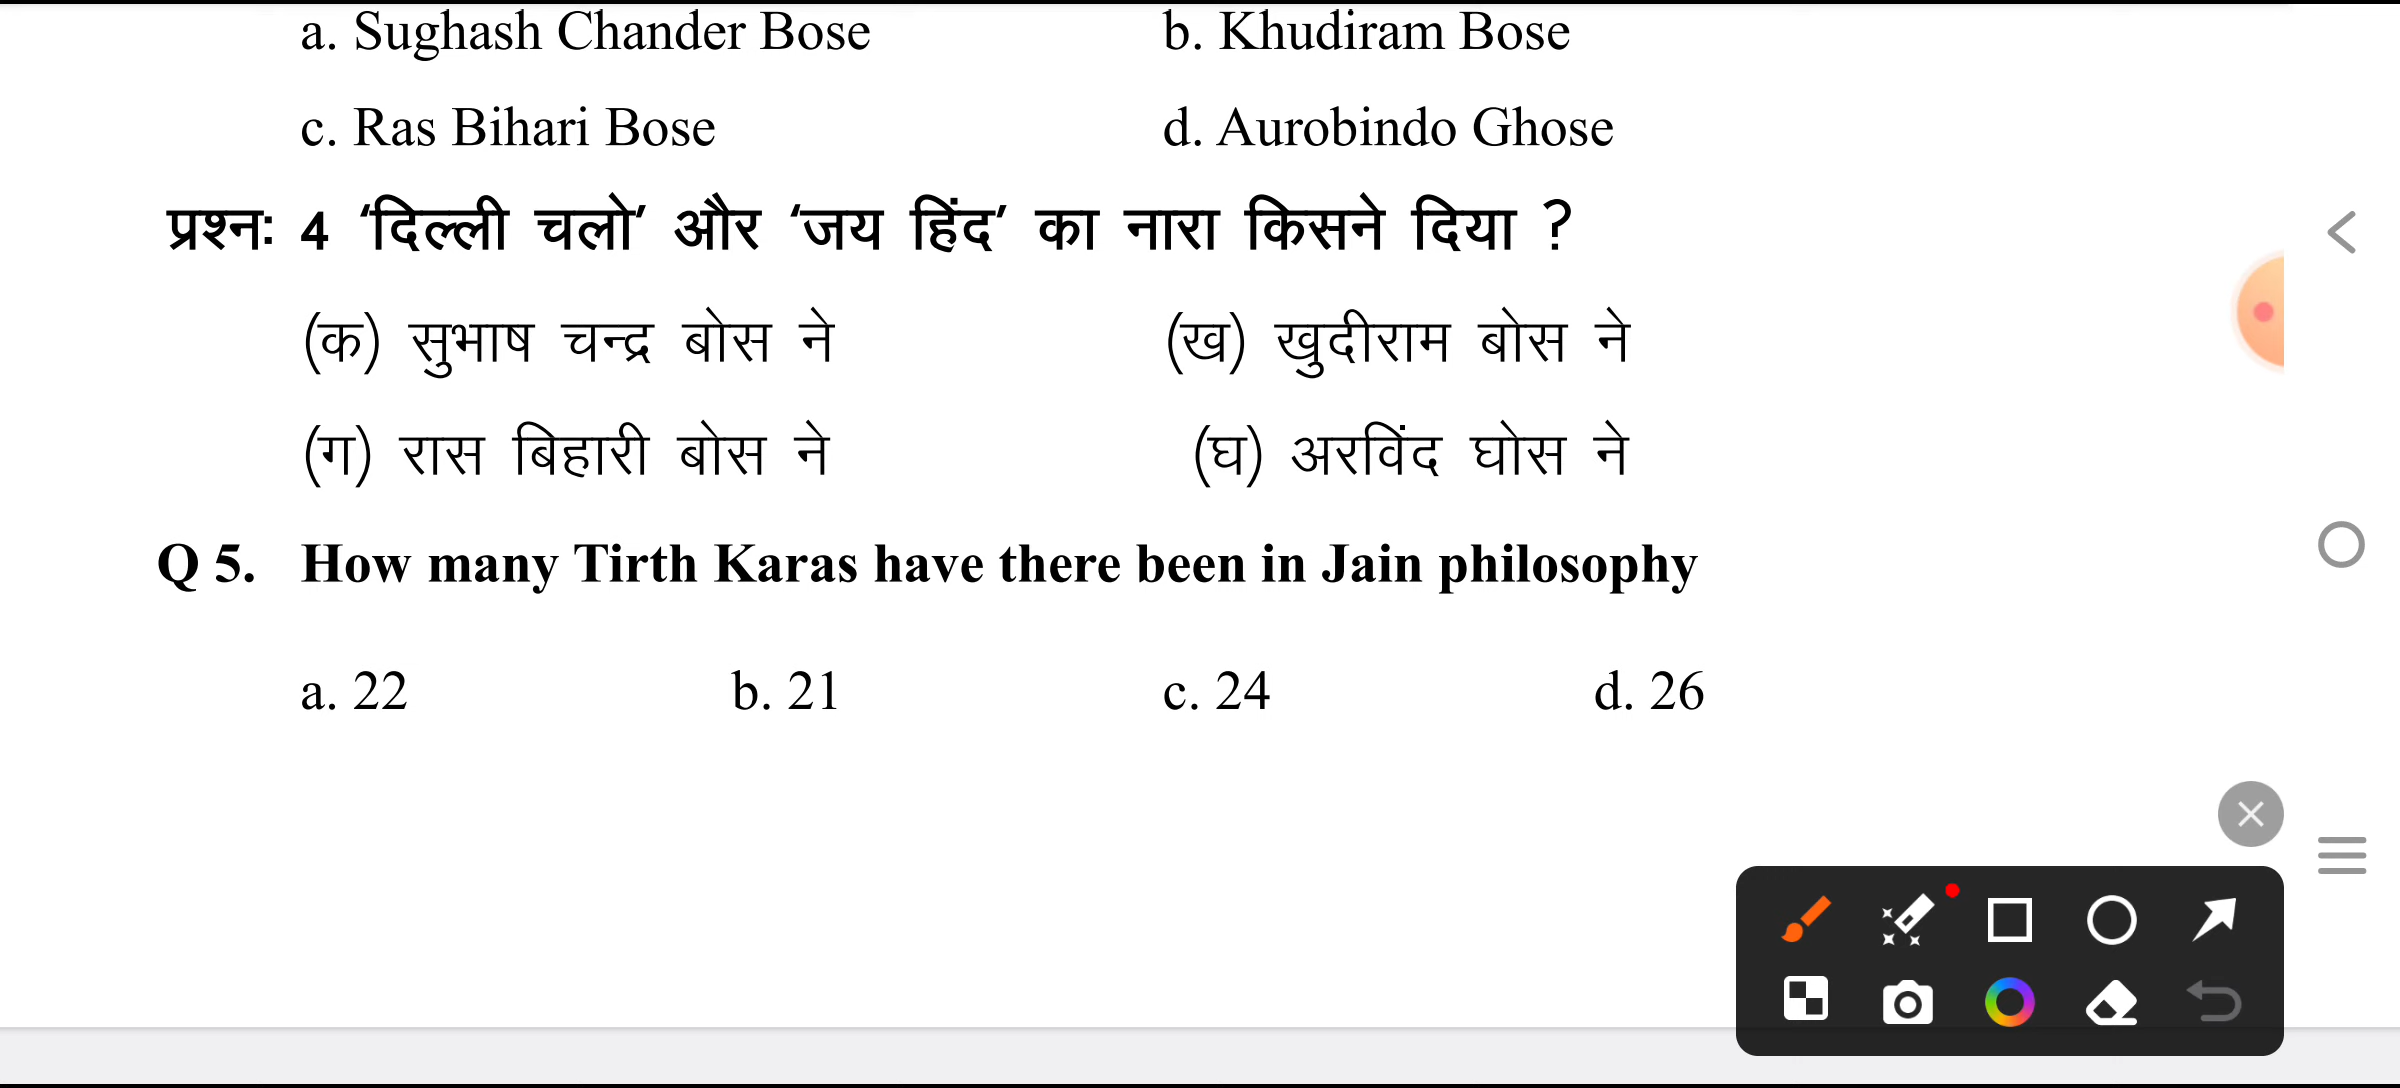 a. Sughash Chander Bose b. Khudiram Bose
c. Ras Bihari Bose d. Aurobindo Ghose
प्रश्न: 4 ‘दिल्ली चलो’ और ‘जय हिंद’ का नारा किसने दिया ?
(क) सुभाष चन्द्र बोस ने (ख) खुदीराम बोस ने
(ग) रास बिहारी बोस ने (घ) अरविंद घोस ने
Q 5. How many Tirth Karas have there been in Jain philosophy
a. 22 b. 21 c. 24 d. 26